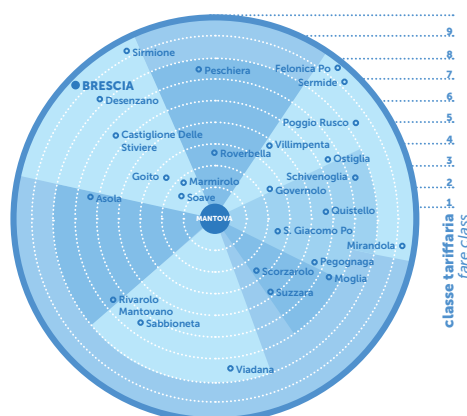 9
Sirmione
8
Peschiera
Felonica Po
7
Sermide
BRESCIA
6
Desenzano
5
Poggio Rusco
Castiglione Delle
Stiviere
4
Villimpenta
Roverbella
3
Ostiglia
Goito
Marmirolo
Schivenoglia
2
Governolo
Asola
Soave
1
Quistello
MANTOVA
S. Giacomo Po
Mirandola
Pegognaga
Scorzarolo
Moglia
Suzzara
Rivarolo
Mantovano
Sabbioneta
Viadana
classe tariffaria
fare class